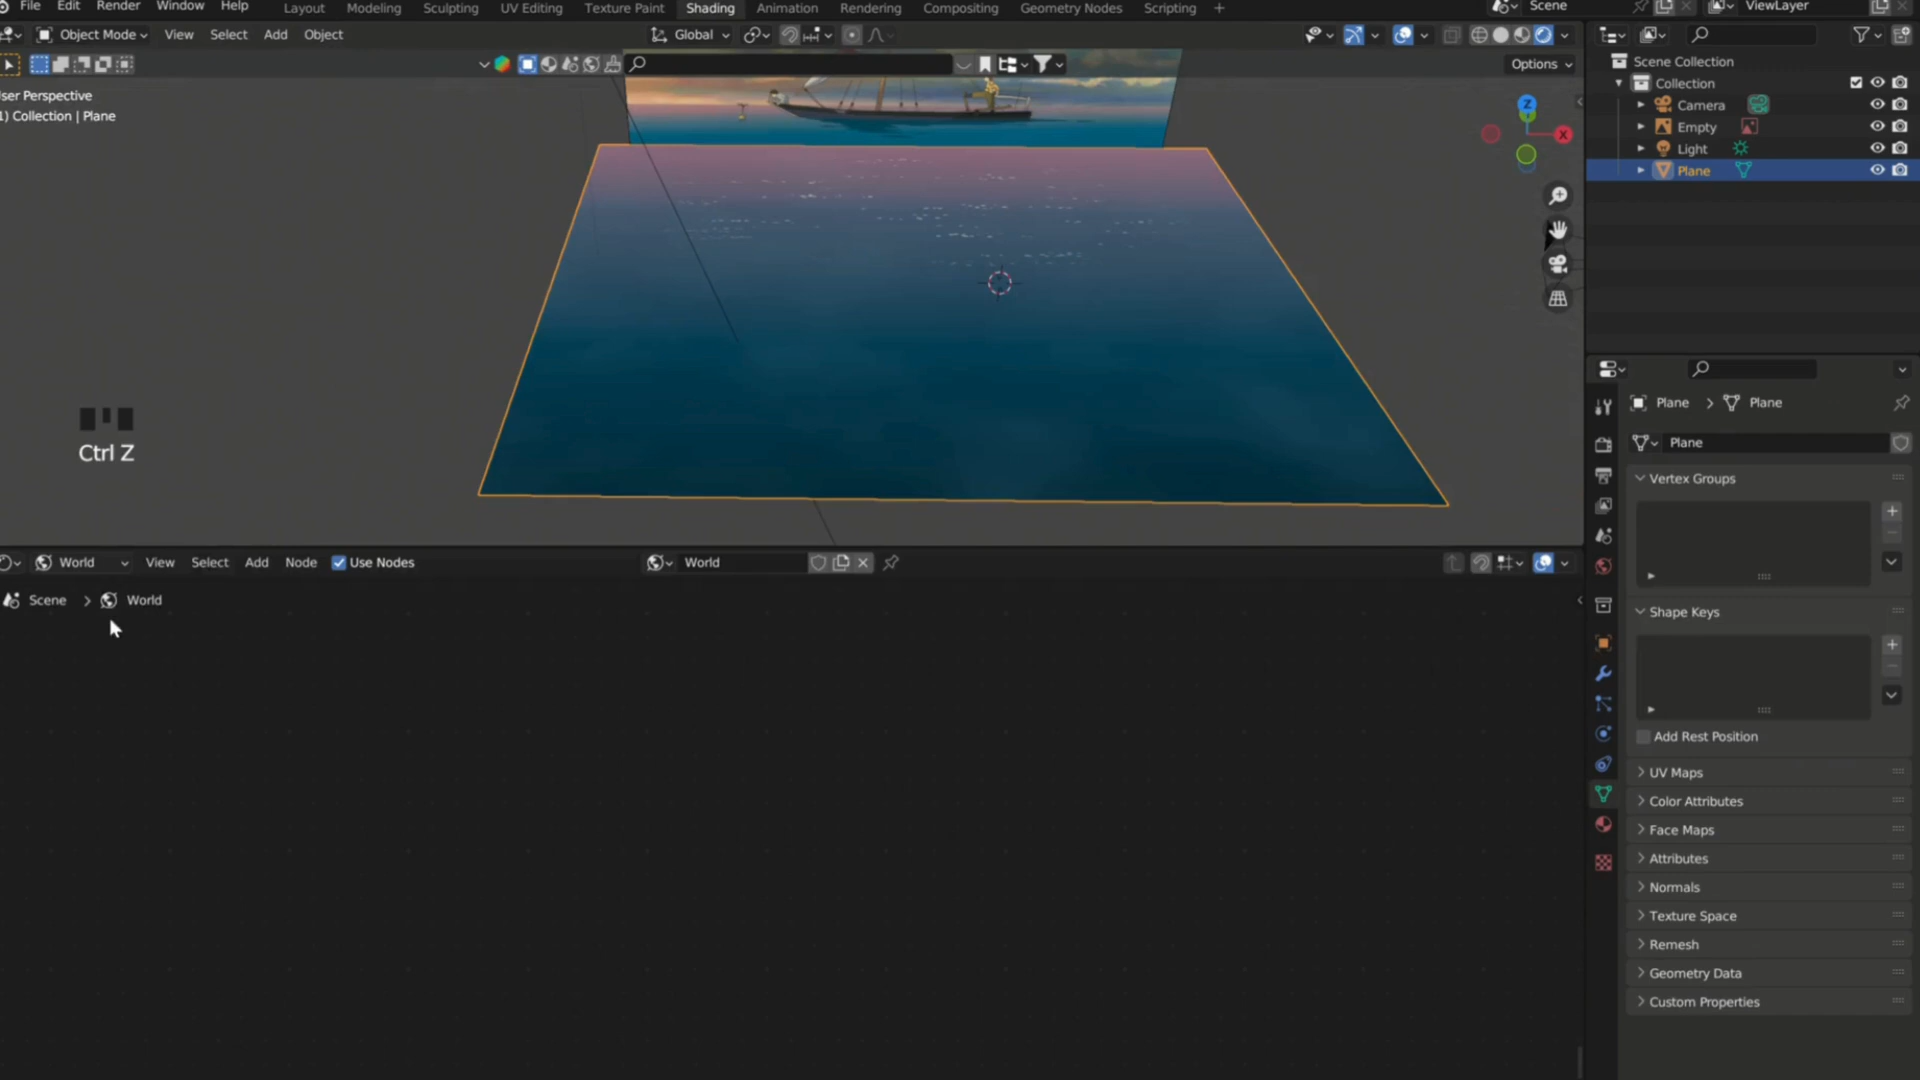 File Edit Render Window Help Layout Modeling Sculpting UV Editing Texture Paint Shading Animation Rendering Compositing Geometry Nodes Scripting + Scene ViewLayer
Object Mode View Select Add Object Global
Options
Scene Collection
Collection
Camera
Empty
Light
Plane
ser Perspective
1) Collection | Plane
Z
X
Ctrl Z
Plane > Plane
Plane
Vertex Groups
Shape Keys
Add Rest Position
UV Maps
Color Attributes
Face Maps
Attributes
Normals
Texture Space
Remesh
Geometry Data
Custom Properties
World View Select Add Node Use Nodes World
Scene > World